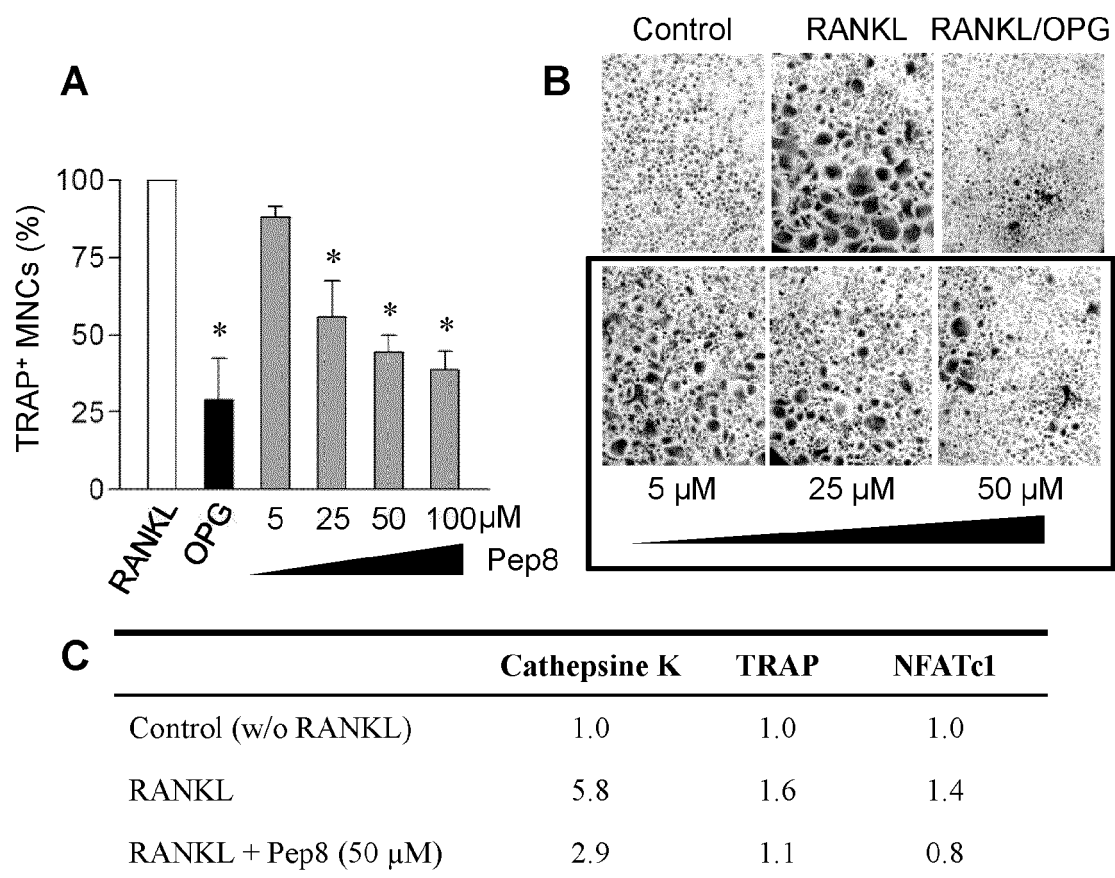 A
TRAP⁺ MNCs (%)
100
75
50
25
0
*
*
*
*
RANKL
OPG
5 25 50 100µM
Pep8
B
Control RANKL RANKL/OPG
5 µM 25 µM 50 µM
C
Cathepsine K TRAP NFATc1
Control (w/o RANKL) 1.0 1.0 1.0
RANKL 5.8 1.6 1.4
RANKL + Pep8 (50 µM) 2.9 1.1 0.8